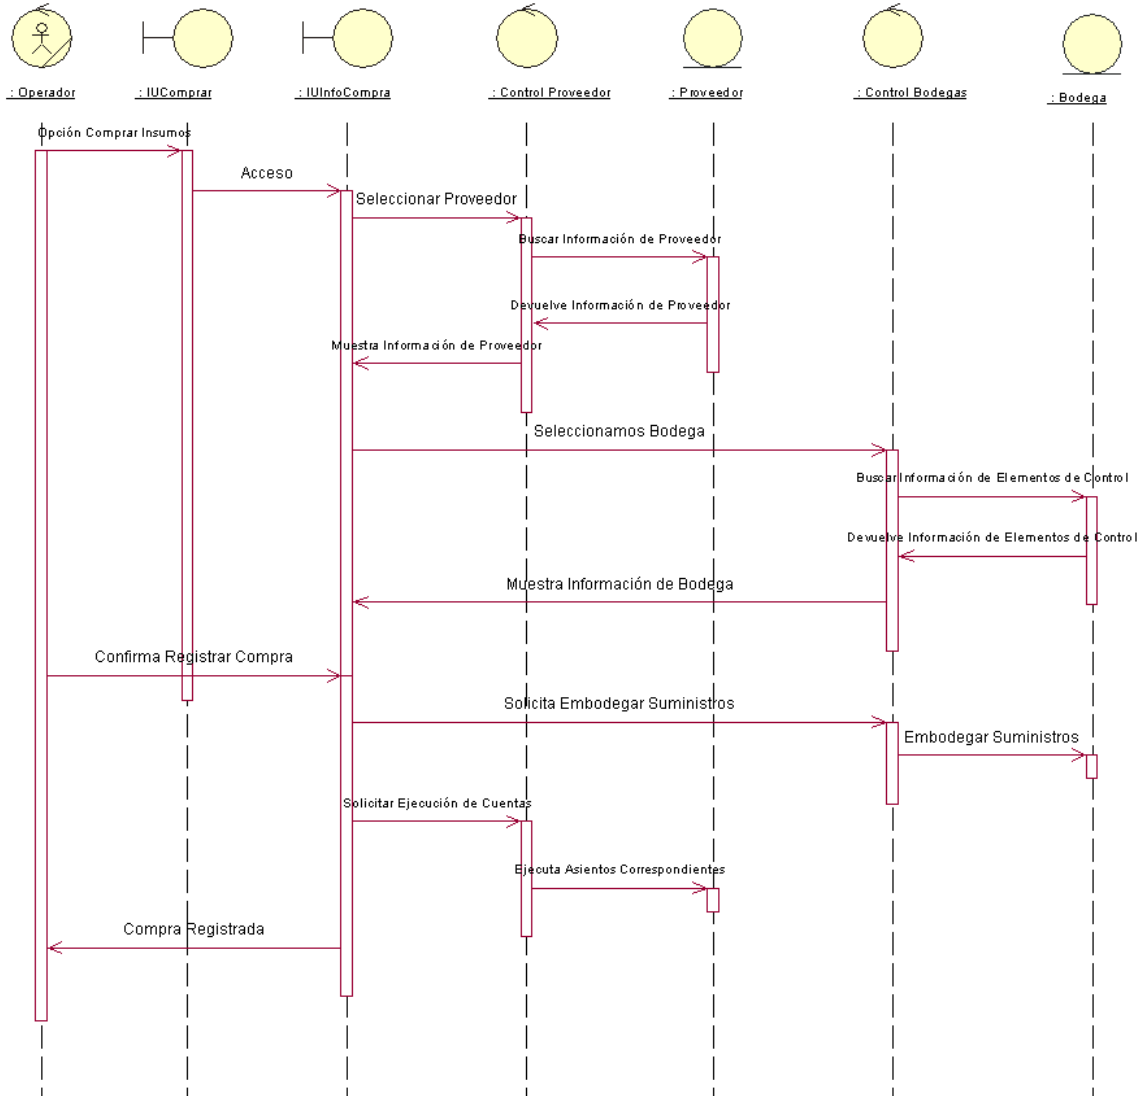 : Operador
: IUComprar
: IUInfoCompra
: Control Proveedor
: Proveedor
: Control Bodegas
: Bodega
Opción Comprar Insumos
Acceso
Seleccionar Proveedor
Buscar Información de Proveedor
Devuelve Información de Proveedor
Muestra Información de Proveedor
Seleccionamos Bodega
Buscar Información de Elementos de Control
Devuelve Información de Elementos de Control
Muestra Información de Bodega
Confirma Registrar Compra
Solicita Embodegar Suministros
Embodegar Suministros
Solicitar Ejecución de Cuentas
Ejecuta Asientos Correspondientes
Compra Registrada